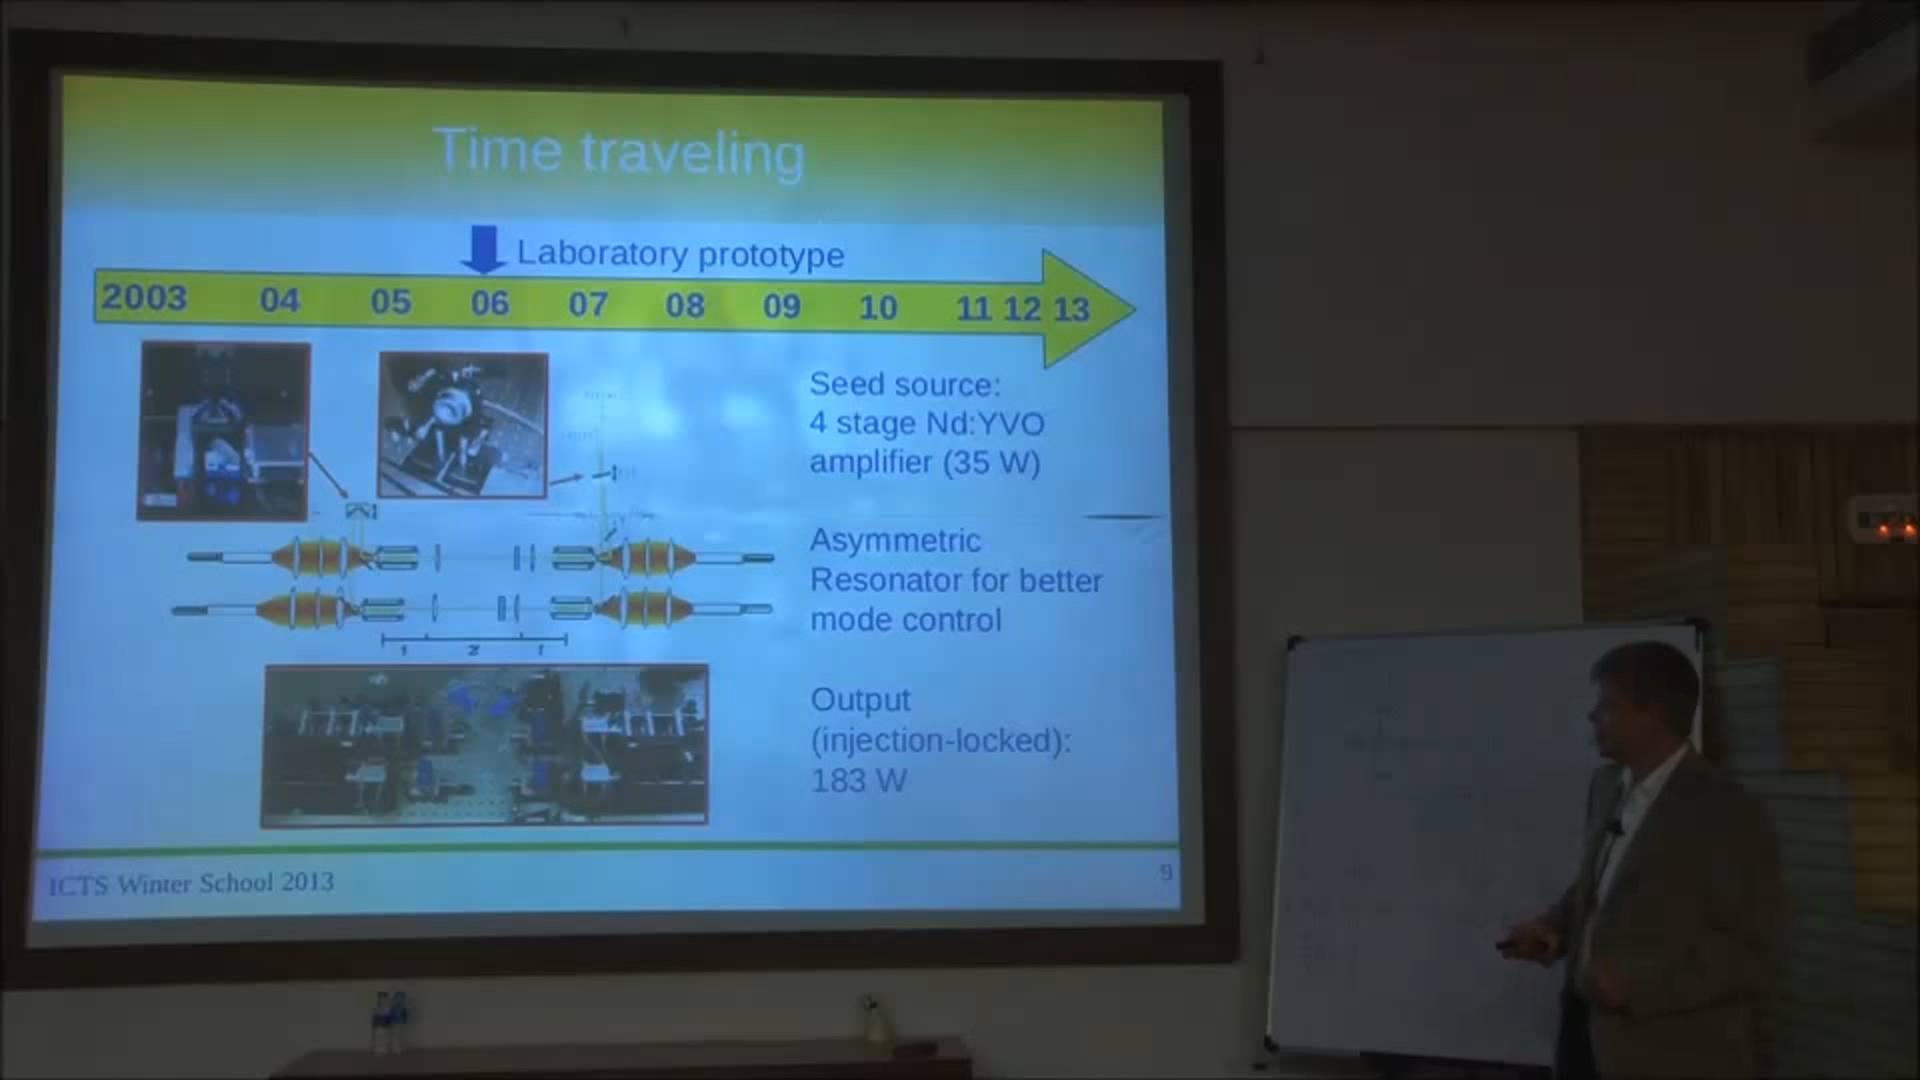 Time traveling
Laboratory prototype
2003 04 05 06 07 08 09 10 11 12 13
Seed source:
4 stage Nd:YVO
amplifier (35 W)
Asymmetric
Resonator for better
mode control
Output
(injection-locked):
183 W
ICTS Winter School 2013
9